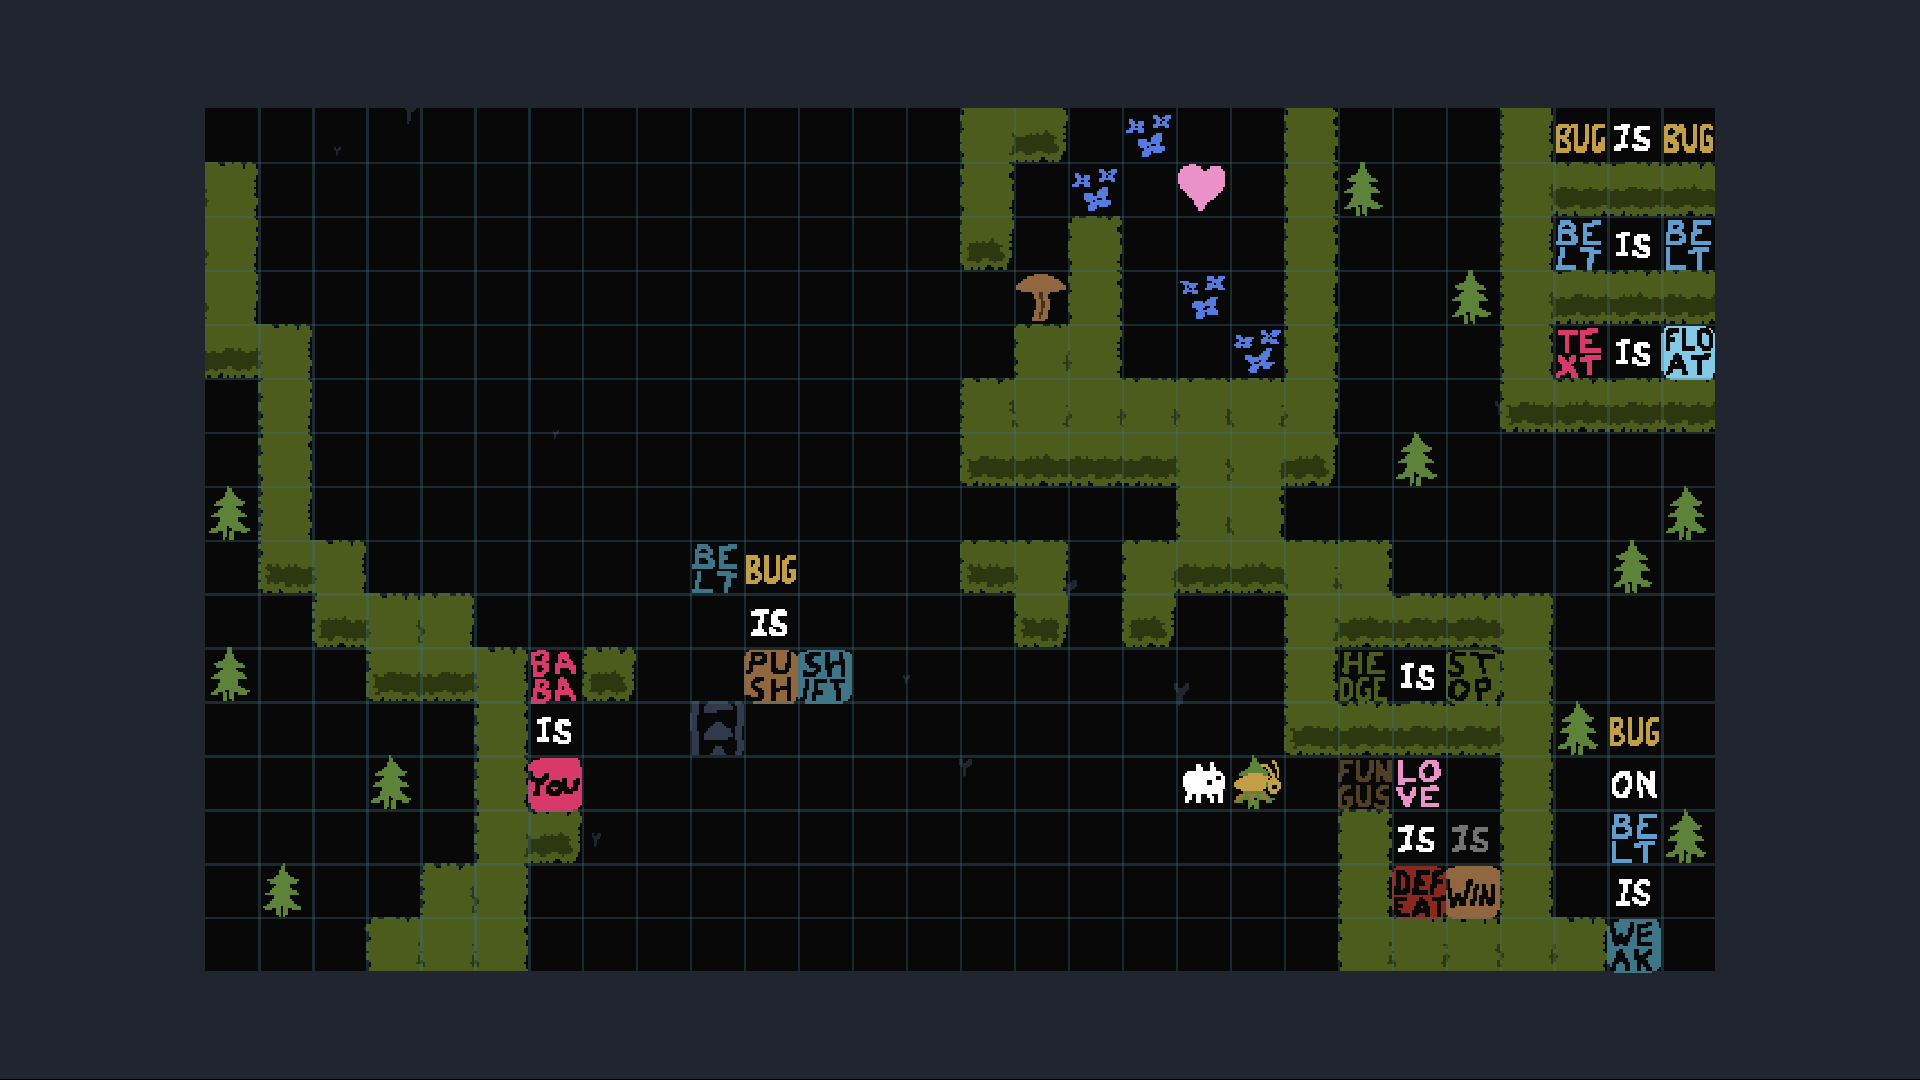 BUG IS BUG
BELT IS BELT
TEXT IS FLOAT
BELT BUG
IS
BABA
PUSH SHIFT
HEDGE IS STOP
IS
BUG
YOU
FUNGUS LOVE
ON
IS IS
BELT
DEFEAT WIN
IS
WEAK